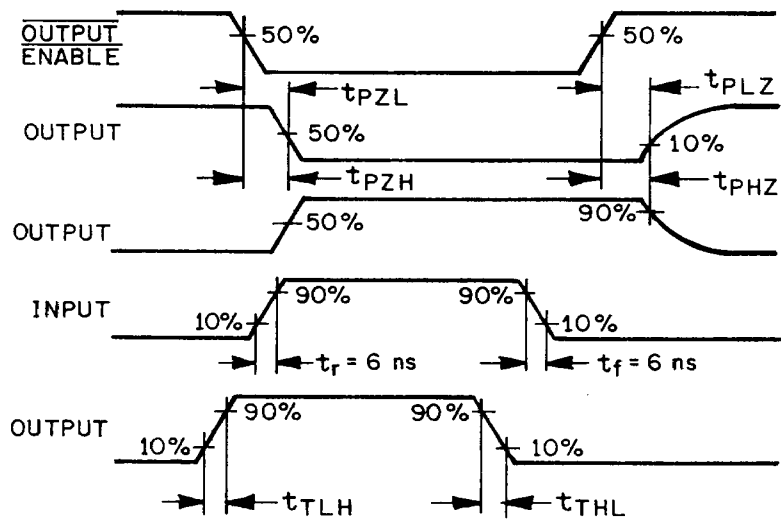 OUTPUT
ENABLE
50%
50%
tPZL
tPLZ
OUTPUT
50%
10%
tPZH
tPHZ
OUTPUT
50%
90%
INPUT
90%
90%
10%
10%
tr = 6 ns
tf = 6 ns
OUTPUT
90%
90%
10%
10%
tTLH
tTHL